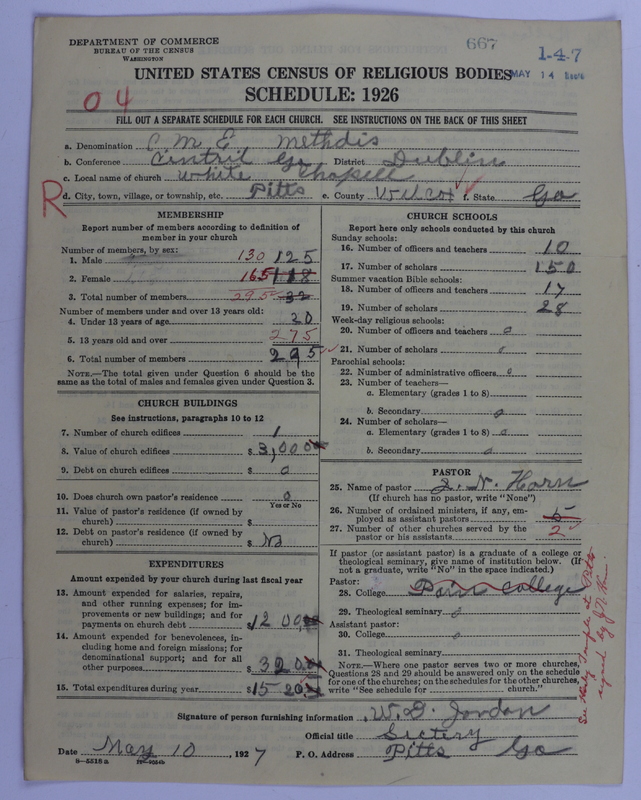 DEPARTMENT OF COMMERCE
BUREAU OF THE CENSUS
WASHINGTON
667
1-4-7
MAY 14
UNITED STATES CENSUS OF RELIGIOUS BODIES
SCHEDULE: 1926
04
FILL OUT A SEPARATE SCHEDULE FOR EACH CHURCH. SEE INSTRUCTIONS ON THE BACK OF THIS SHEET
a. Denomination C. M. E. Methdis
b. Conference Centril Ga District Dublin
c. Local name of church White Chapell
R
d. City, town, village, or township, etc. Pitts e. County Wilcox f. State Ga
MEMBERSHIP
Report number of members according to definition of member in your church
Number of members, by sex:
1. Male 130 125
2. Female 165 118
3. Total number of members 295 32
Number of members under and over 13 years old:
4. Under 13 years of age 20
5. 13 years old and over 275
6. Total number of members 295
NOTE.—The total given under Question 6 should be the
same as the total of males and females given under Question 3.
CHURCH BUILDINGS
See instructions, paragraphs 10 to 12
7. Number of church edifices 1
8. Value of church edifices $ 3,000
9. Debt on church edifices $ 0
10. Does church own pastor's residence 0
Yes or No
11. Value of pastor's residence (if owned by
church) $
12. Debt on pastor's residence (if owned by
church) $ No
EXPENDITURES
Amount expended by your church during last fiscal year
13. Amount expended for salaries, repairs,
and other running expenses; for im-
provements or new buildings; and for
payments on church debt $ 1200
14. Amount expended for benevolences, in-
cluding home and foreign missions; for
denominational support; and for all
other purposes $ 320
15. Total expenditures during year $ 1520
CHURCH SCHOOLS
Report here only schools conducted by this church
Sunday schools:
16. Number of officers and teachers 10
17. Number of scholars 150
Summer vacation Bible schools:
18. Number of officers and teachers 17
19. Number of scholars 28
Week-day religious schools:
20. Number of officers and teachers 0
21. Number of scholars 0
Parochial schools:
22. Number of administrative officers 0
23. Number of teachers—
a. Elementary (grades 1 to 8)
b. Secondary 0
24. Number of scholars—
a. Elementary (grades 1 to 8) 0
b. Secondary 0
PASTOR
25. Name of pastor J. N. Horn
(If church has no pastor, write "None")
26. Number of ordained ministers, if any, em-
ployed as assistant pastors 5
27. Number of other churches served by the
pastor or his assistants 2
If pastor (or assistant pastor) is a graduate of a college or
theological seminary, give name of institution below. (If
not a graduate, write "No" in the space indicated.)
Pastor:
28. College Pain College
29. Theological seminary 0
Assistant pastor:
30. College 0
31. Theological seminary
NOTE.—Where one pastor serves two or more churches,
Questions 28 and 29 should be answered only on the schedule
for one of the churches; on the schedules for the other churches,
write "See schedule for church."
See Temple at Pitts
signed by J. N.
Signature of person furnishing information W. D. Jordan
Official title Sectery
Date May 10, 1927 P. O. Address Pitts Ga
8—5518 a